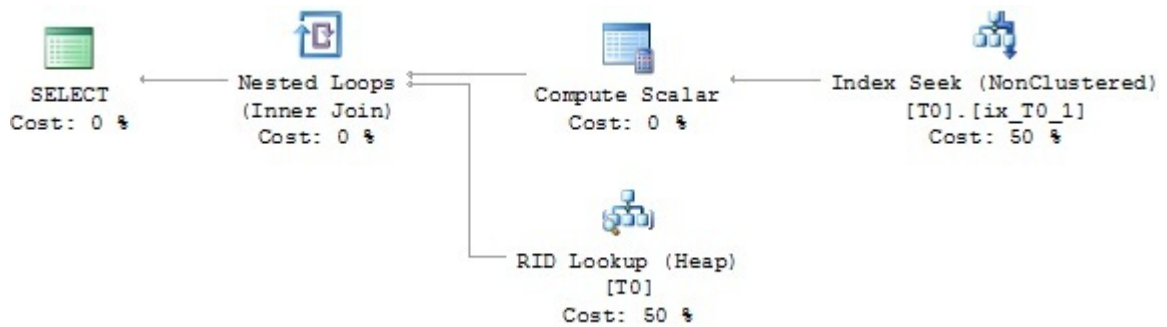 SELECT
Cost: 0 %
Nested Loops
(Inner Join)
Cost: 0 %
Compute Scalar
Cost: 0 %
Index Seek (NonClustered)
[T0].[ix_T0_1]
Cost: 50 %
RID Lookup (Heap)
[T0]
Cost: 50 %